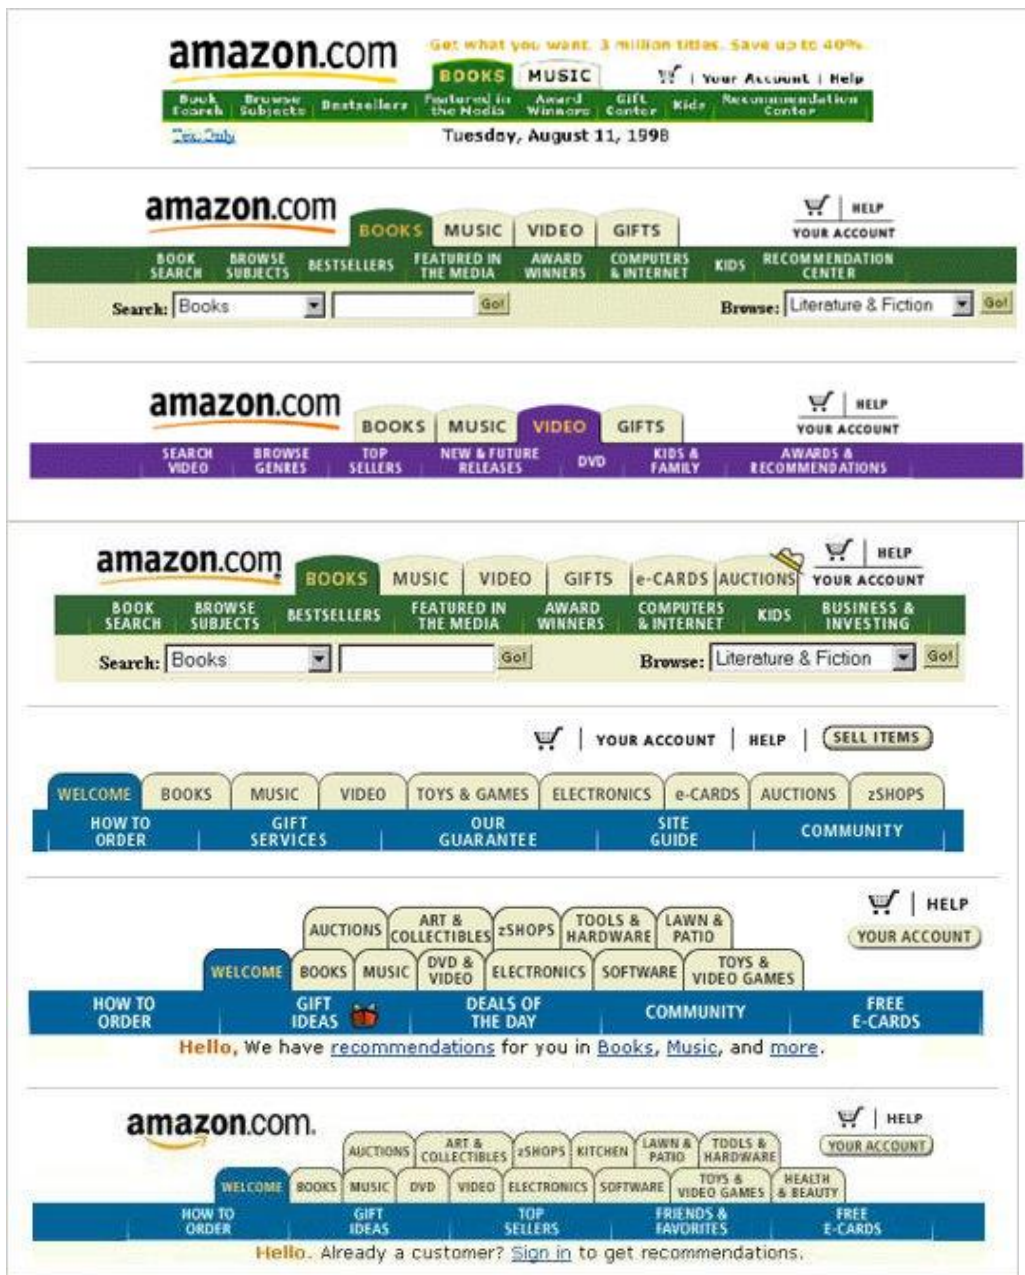 amazon.com
Get what you want. 3 million titles. Save up to 40%.
BOOKS MUSIC | Your Account | Help
Book Search Browse Subjects Bestsellers Featured in the Media Award Winners Gift Center Kids Recommendation Center
Text Only Tuesday, August 11, 1998
amazon.com
BOOKS MUSIC VIDEO GIFTS
HELP
YOUR ACCOUNT
BOOK SEARCH BROWSE SUBJECTS BESTSELLERS FEATURED IN THE MEDIA AWARD WINNERS COMPUTERS & INTERNET KIDS RECOMMENDATION CENTER
Search: Books Go! Browse: Literature & Fiction Go!
amazon.com
BOOKS MUSIC VIDEO GIFTS
HELP
YOUR ACCOUNT
SEARCH VIDEO BROWSE GENRES TOP SELLERS NEW & FUTURE RELEASES DVD KIDS & FAMILY AWARDS & RECOMMENDATIONS
amazon.com
BOOKS MUSIC VIDEO GIFTS e-CARDS AUCTIONS
HELP
YOUR ACCOUNT
BOOK SEARCH BROWSE SUBJECTS BESTSELLERS FEATURED IN THE MEDIA AWARD WINNERS COMPUTERS & INTERNET KIDS BUSINESS & INVESTING
Search: Books Go! Browse: Literature & Fiction Go!
YOUR ACCOUNT | HELP | SELL ITEMS
WELCOME BOOKS MUSIC VIDEO TOYS & GAMES ELECTRONICS e-CARDS AUCTIONS zSHOPS
HOW TO ORDER GIFT SERVICES OUR GUARANTEE SITE GUIDE COMMUNITY
HELP
YOUR ACCOUNT
AUCTIONS ART & COLLECTIBLES zSHOPS TOOLS & HARDWARE LAWN & PATIO
WELCOME BOOKS MUSIC DVD & VIDEO ELECTRONICS SOFTWARE TOYS & VIDEO GAMES
HOW TO ORDER GIFT IDEAS DEALS OF THE DAY COMMUNITY FREE E-CARDS
Hello, We have recommendations for you in Books, Music, and more.
amazon.com.
HELP
YOUR ACCOUNT
AUCTIONS ART & COLLECTIBLES zSHOPS KITCHEN LAWN & PATIO TOOLS & HARDWARE
WELCOME BOOKS MUSIC DVD VIDEO ELECTRONICS SOFTWARE TOYS & VIDEO GAMES HEALTH & BEAUTY
HOW TO ORDER GIFT IDEAS TOP SELLERS FRIENDS & FAVORITES FREE E-CARDS
Hello. Already a customer? Sign in to get recommendations.